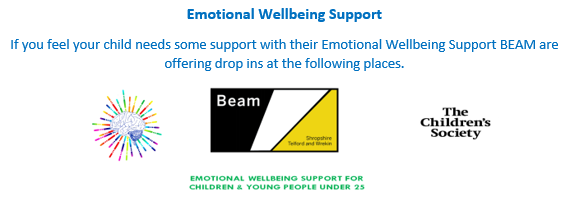 Emotional Wellbeing Support
If you feel your child needs some support with their Emotional Wellbeing Support BEAM are
offering drop ins at the following places.
Beam
Shropshire
Telford and Wrekin
The
Children's
Society
EMOTIONAL WELLBEING SUPPORT FOR
CHILDREN & YOUNG PEOPLE UNDER 25